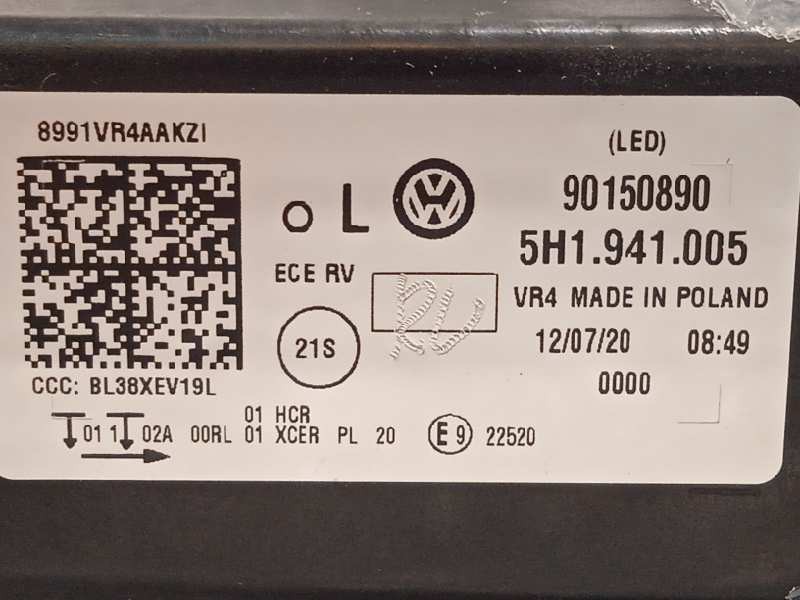 8991VR4AAKZI
(LED)
o L
90150890
5H1.941.005
ECE RV
VR4 MADE IN POLAND
21S
12/07/20 08:49
0000
CCC: BL38XEV19L
01 HCR
01 1 02A 00RL 01 XCER PL 20 E9 22520